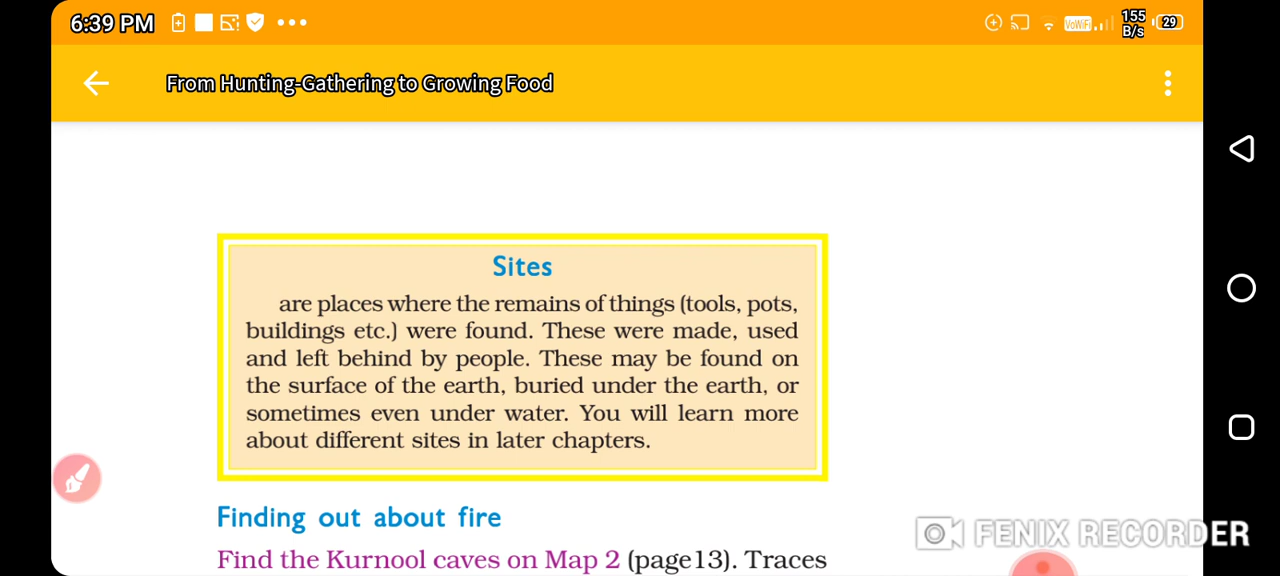 6:39 PM
VoWiFi 155 B/s 29
From Hunting-Gathering to Growing Food
Sites
are places where the remains of things (tools, pots,
buildings etc.) were found. These were made, used
and left behind by people. These may be found on
the surface of the earth, buried under the earth, or
sometimes even under water. You will learn more
about different sites in later chapters.
Finding out about fire
Find the Kurnool caves on Map 2 (page13). Traces
FENIX RECORDER